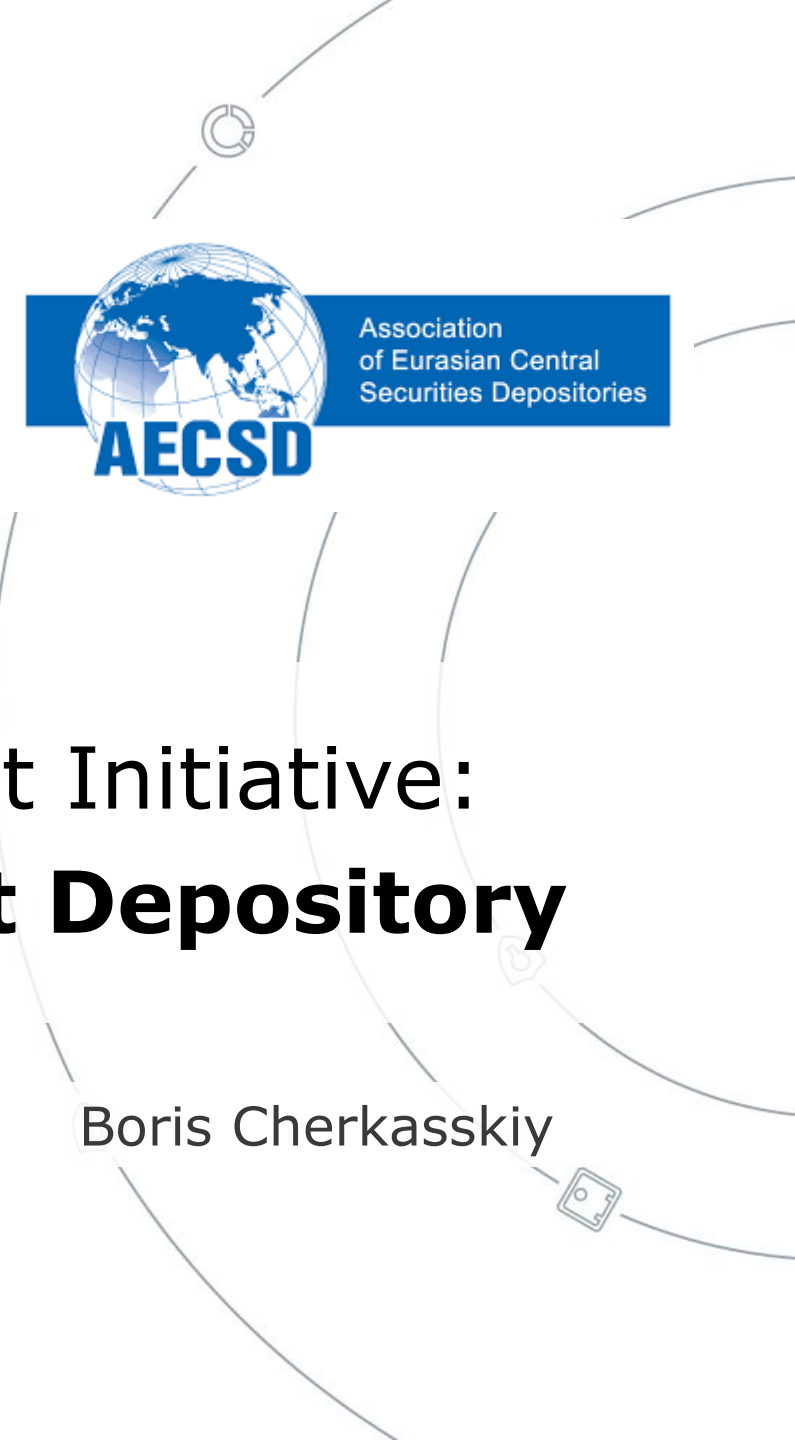 Association
of Eurasian Central
Securities Depositories
AECSD
t Initiative:
t Depository
Boris Cherkasskiy